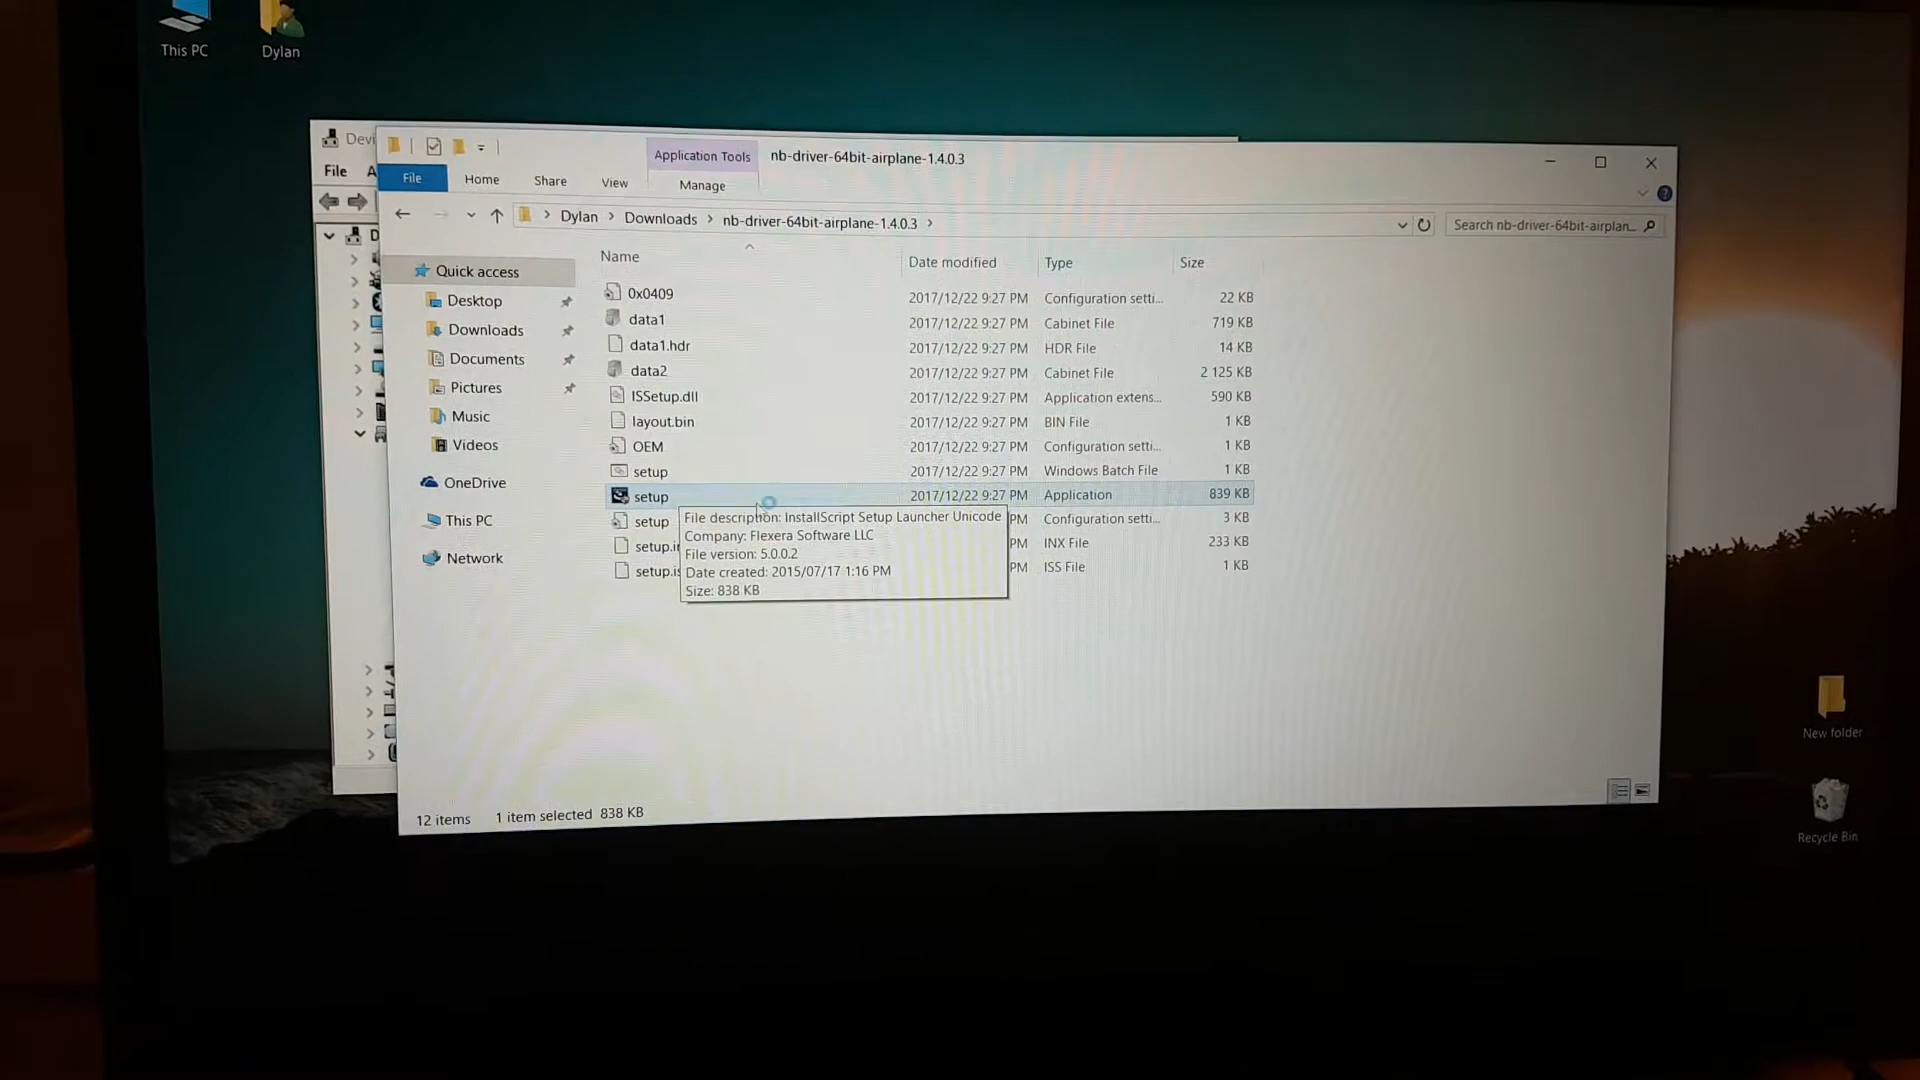 This PC
Dylan
Devi
File A
D
Application Tools
nb-driver-64bit-airplane-1.4.0.3
File Home Share View Manage
Dylan > Downloads > nb-driver-64bit-airplane-1.4.0.3 >
Search nb-driver-64bit-airplan...
Name Date modified Type Size
Quick access
Desktop
Downloads
Documents
Pictures
Music
Videos
OneDrive
This PC
Network
0x0409 2017/12/22 9:27 PM Configuration setti... 22 KB
data1 2017/12/22 9:27 PM Cabinet File 719 KB
data1.hdr 2017/12/22 9:27 PM HDR File 14 KB
data2 2017/12/22 9:27 PM Cabinet File 2 125 KB
ISSetup.dll 2017/12/22 9:27 PM Application extens... 590 KB
layout.bin 2017/12/22 9:27 PM BIN File 1 KB
OEM 2017/12/22 9:27 PM Configuration setti... 1 KB
setup 2017/12/22 9:27 PM Windows Batch File 1 KB
setup 2017/12/22 9:27 PM Application 839 KB
setup PM Configuration setti... 3 KB
setup.in PM INX File 233 KB
setup.is PM ISS File 1 KB
File description: InstallScript Setup Launcher Unicode
Company: Flexera Software LLC
File version: 5.0.0.2
Date created: 2015/07/17 1:16 PM
Size: 838 KB
12 items 1 item selected 838 KB
New folder
Recycle Bin